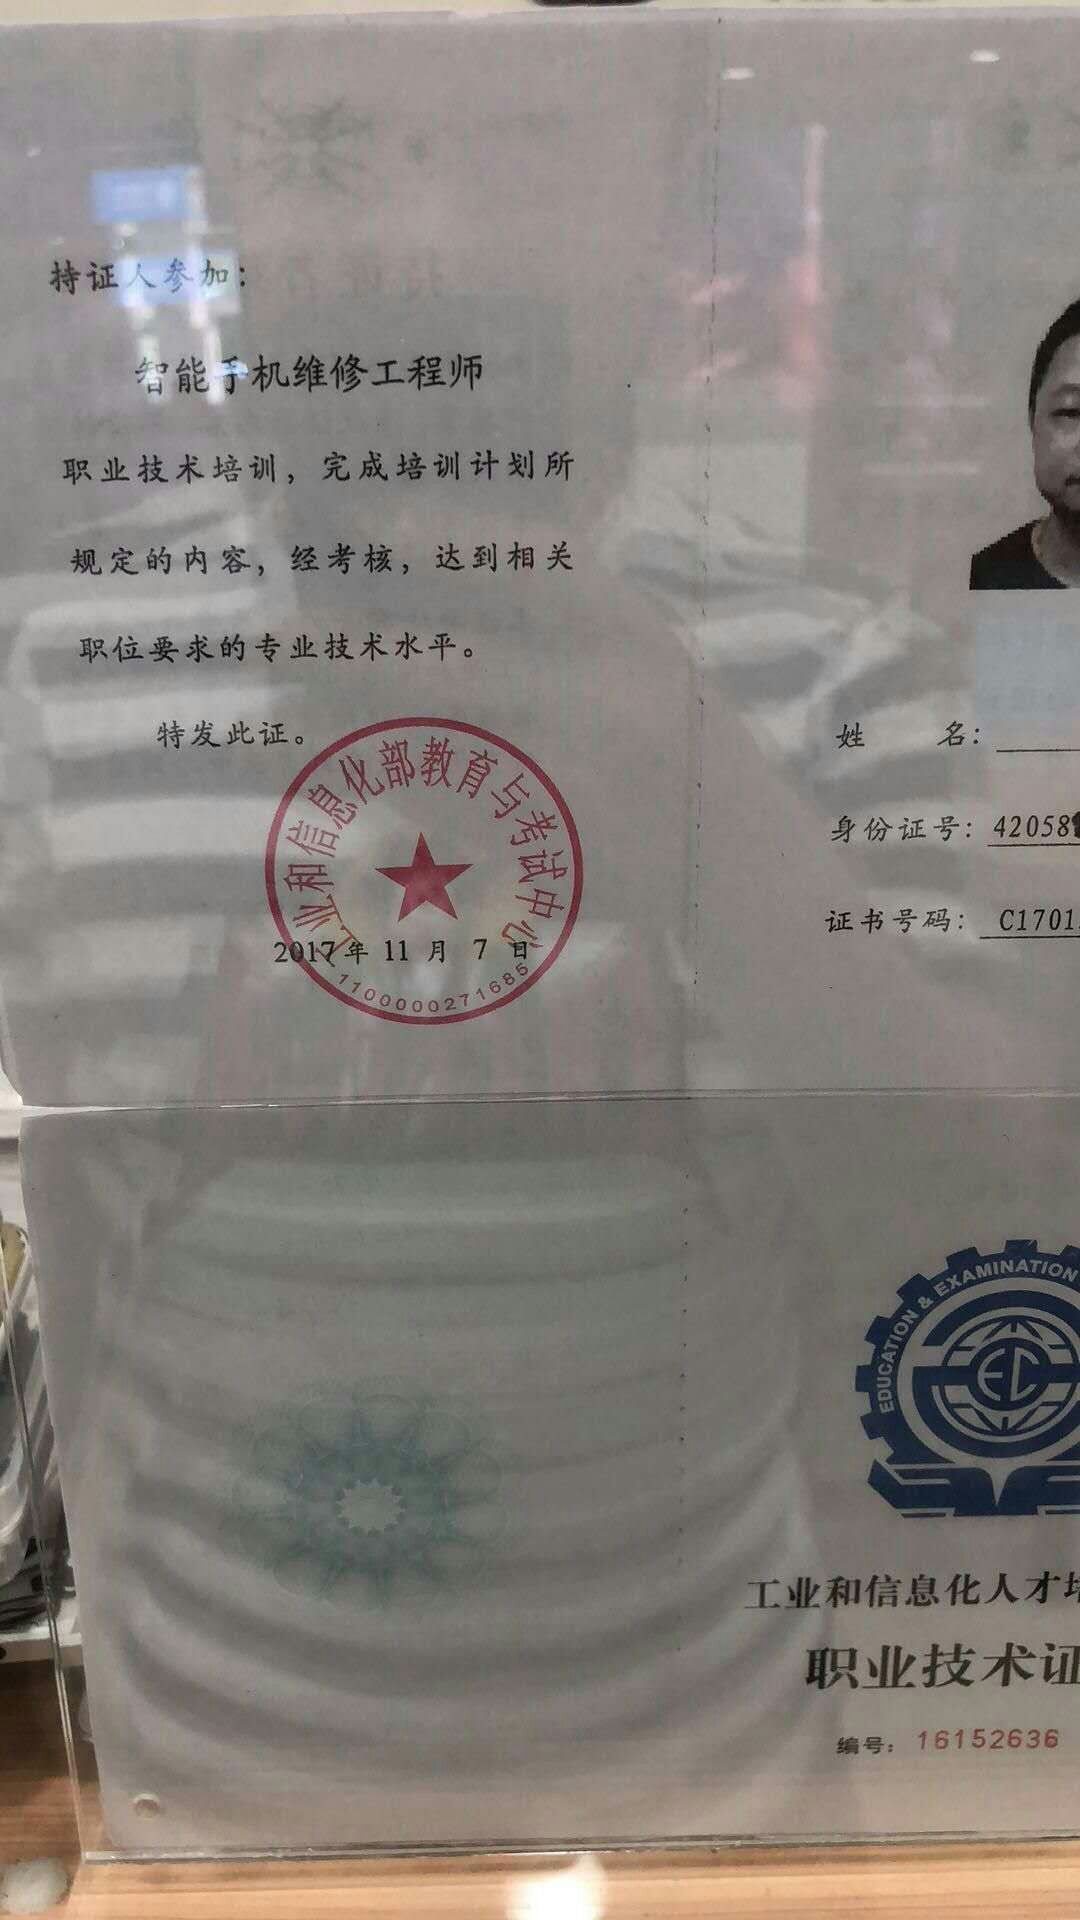 持证人参加：
智能手机维修工程师
职业技术培训，完成培训计划所
规定的内容，经考核，达到相关
职位要求的专业技术水平。
特发此证。
工业和信息化部教育与考试中心
2017年 11 月 7 日
1100000271685
姓 名：
身份证号：42058
证书号码：C1701
EDUCATION & EXAMINATION
EC
工业和信息化人才培
职业技术证
编号：16152636